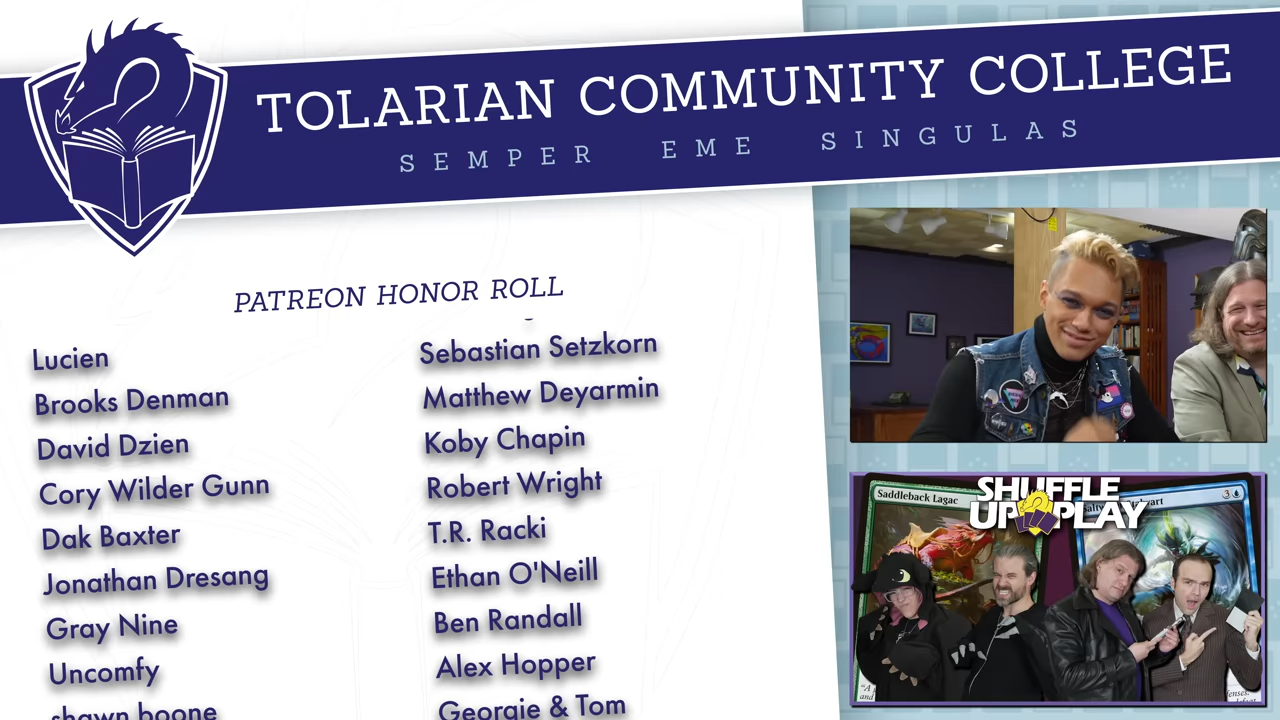 TOLARIAN COMMUNITY COLLEGE
SEMPER EME SINGULAS
PATREON HONOR ROLL
Lucien
Brooks Denman
David Dzien
Cory Wilder Gunn
Dak Baxter
Jonathan Dresang
Gray Nine
Uncomfy
shawn boone
Sebastian Setzkorn
Matthew Deyarmin
Koby Chapin
Robert Wright
T.R. Racki
Ethan O'Neill
Ben Randall
Alex Hopper
Georgie & Tom
Saddleback Lagac
SHUFFLE
UP PLAY
3